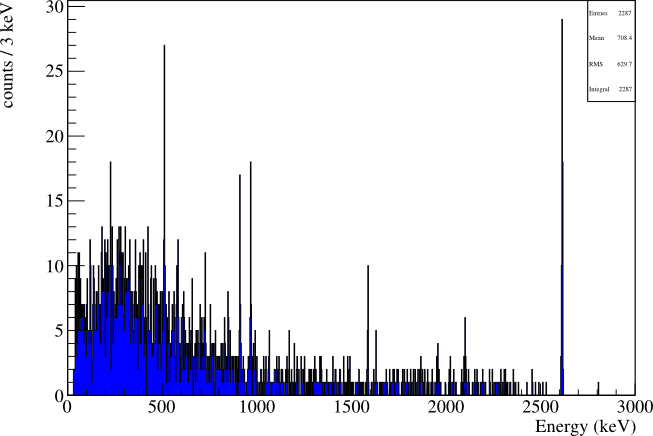 counts / 3 keV
30
25
20
15
10
5
0
Entries 2287
Mean 708.4
RMS 629.7
Integral 2287
0 500 1000 1500 2000 2500 3000
Energy (keV)